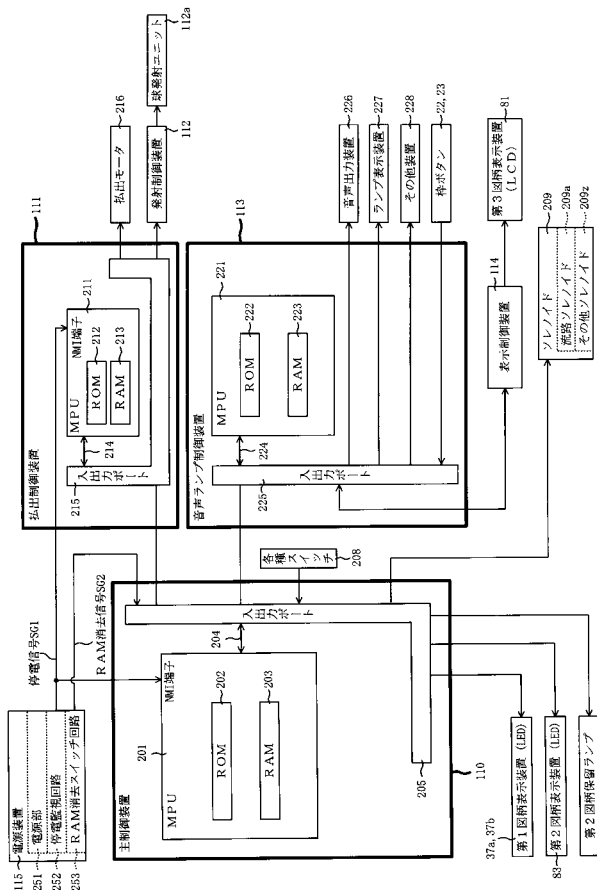 115
電源装置
251
電源部
252
停電監視回路
253
RAM消去スイッチ回路
停電信号SG1
RAM消去信号SG2
主制御装置
110
201
MPU
NMI端子
ROM
202
RAM
203
204
入出力ポート
205
各種スイッチ
208
払出制御装置
111
MPU
NMI端子
211
ROM
212
RAM
213
214
入出力ポート
215
払出モータ
216
発射制御装置
112
球発射ユニット
112a
音声ランプ制御装置
113
MPU
221
ROM
222
RAM
223
224
入出力ポート
225
音声出力装置
226
ランプ表示装置
227
その他装置
228
枠ボタン
22, 23
表示制御装置
114
第3図柄表示装置
(LCD)
81
ソレノイド
209
流路ソレノイド
209a
その他ソレノイド
209z
37a, 37b
第1図柄表示装置(LED)
83
第2図柄表示装置(LED)
第2図柄保留ランプ